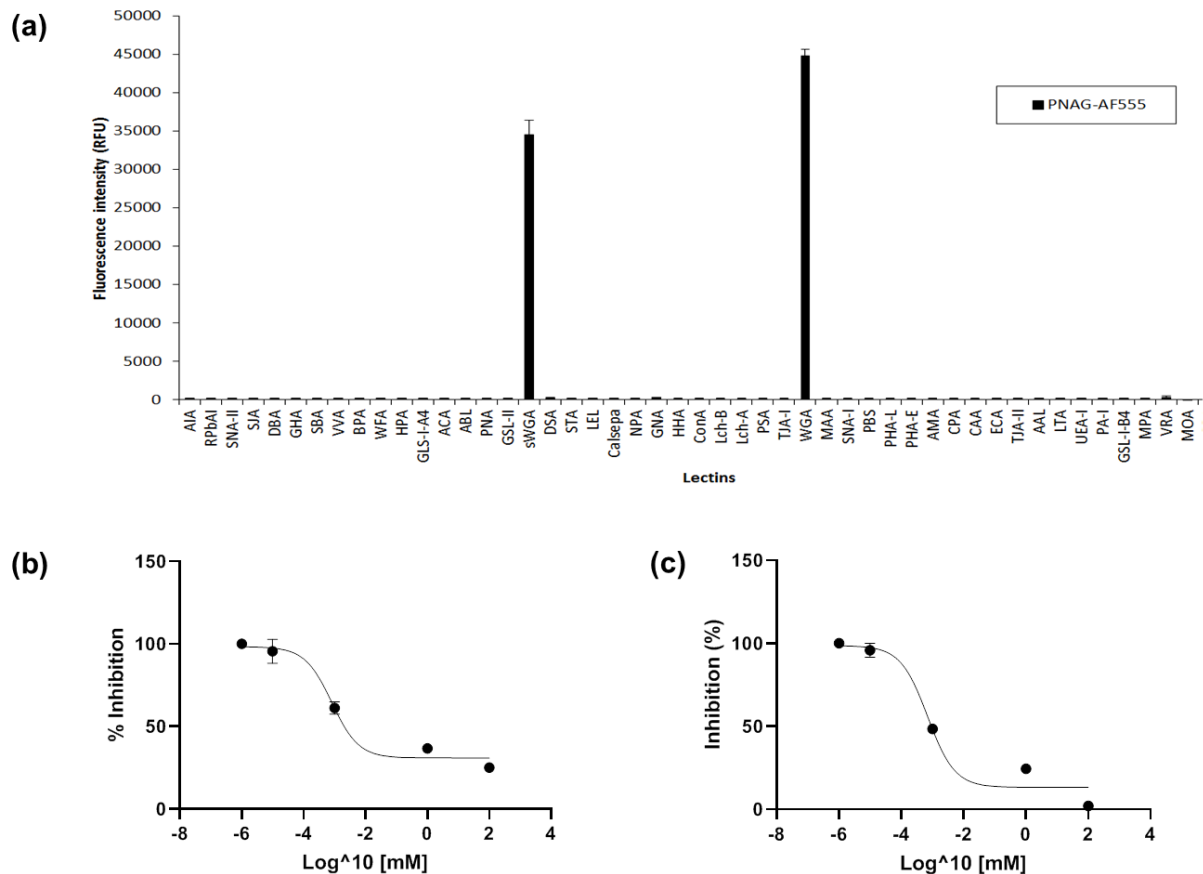 (a)
50000
45000
40000
35000
30000
25000
20000
15000
10000
5000
0
Fluorescence intensity (RFU)
PNAG-AF555
AIA
RPbAI
SNA-II
SJA
DBA
GHA
SBA
VVA
BPA
WFA
HPA
GLS-I-A4
ACA
ABL
PNA
GSL-II
sWGA
DSA
STA
LEL
Calsepa
NPA
GNA
HHA
ConA
Lch-B
Lch-A
PSA
TJA-I
WGA
MAA
SNA-I
PBS
PHA-L
PHA-E
AMA
CPA
CAA
ECA
TJA-II
AAL
LTA
UEA-I
PA-I
GSL-I-B4
MPA
VRA
MOA
Lectins
(b)
150
100
50
0
% Inhibition
-8 -6 -4 -2 0 2 4
Log^10 [mM]
(c)
150
100
50
0
Inhibition (%)
-8 -6 -4 -2 0 2 4
Log^10 [mM]